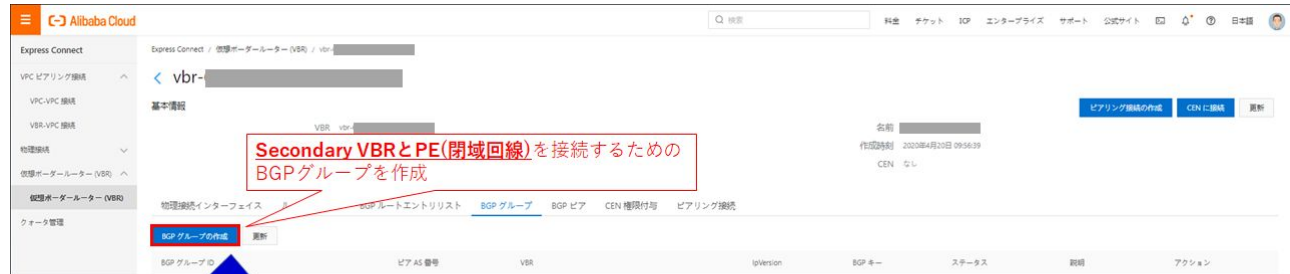 Alibaba Cloud
検索
料金 チケット ICP エンタープライズ サポート 公式サイト 日本語
Express Connect
Express Connect / 仮想ボーダールーター (VBR) / vbr-
VPC ピアリング接続
vbr-
VPC-VPC 接続
基本情報
ピアリング接続の作成 CEN に接続 更新
VBR-VPC 接続
VBR vbr-
名前
物理接続
作成時刻 2020年4月20日 09:56:39
仮想ボーダールーター (VBR)
CEN なし
Secondary VBRとPE(閉域回線)を接続するための
BGPグループを作成
仮想ボーダールーター (VBR)
物理接続インターフェイス
BGP ルートエントリリスト BGP グループ BGP ピア CEN 権限付与 ピアリング接続
クォータ管理
BGP グループの作成 更新
BGP グループ ID ピア AS 番号 VBR IpVersion BGP キー ステータス 説明 アクション